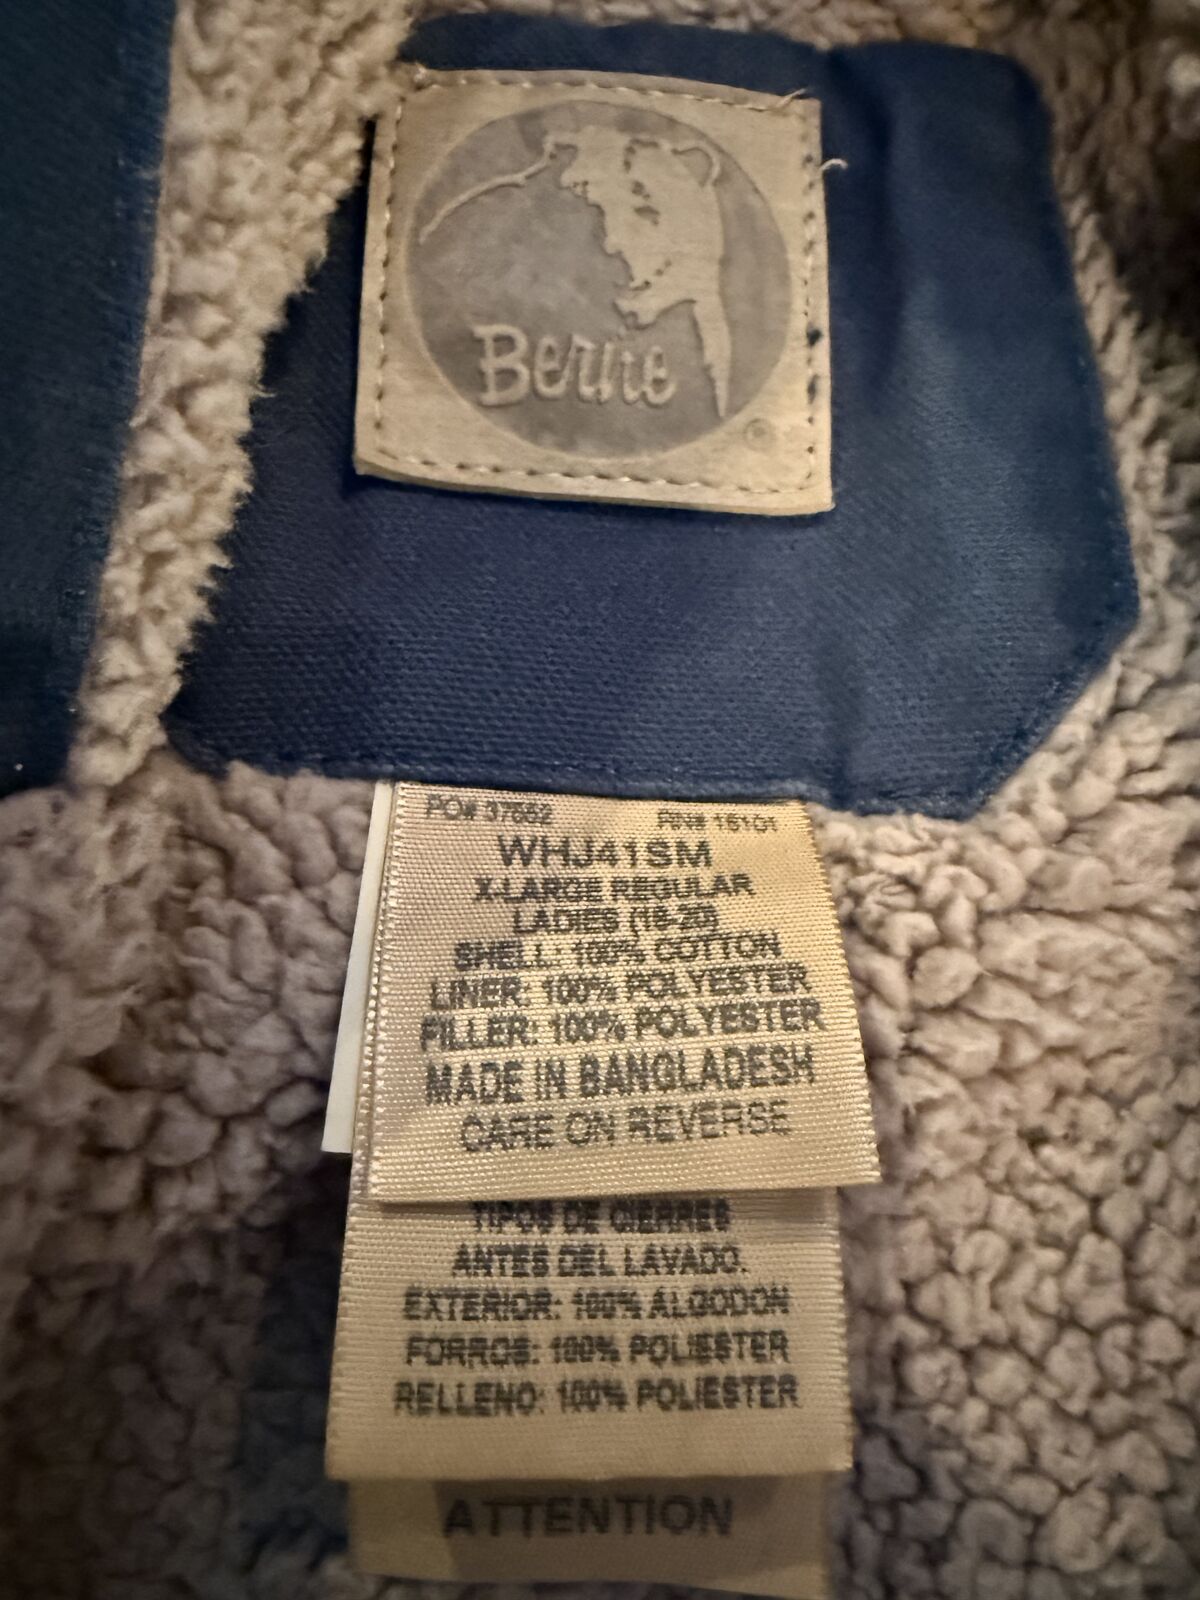 Berne
®
PO# 37652 RN# 15101
WHJ41SM
X-LARGE REGULAR
LADIES (18-20)
SHELL: 100% COTTON
LINER: 100% POLYESTER
FILLER: 100% POLYESTER
MADE IN BANGLADESH
CARE ON REVERSE
TIPOS DE CIERRES
ANTES DEL LAVADO.
EXTERIOR: 100% ALGODON
FORROS: 100% POLIESTER
RELLENO: 100% POLIESTER
ATTENTION